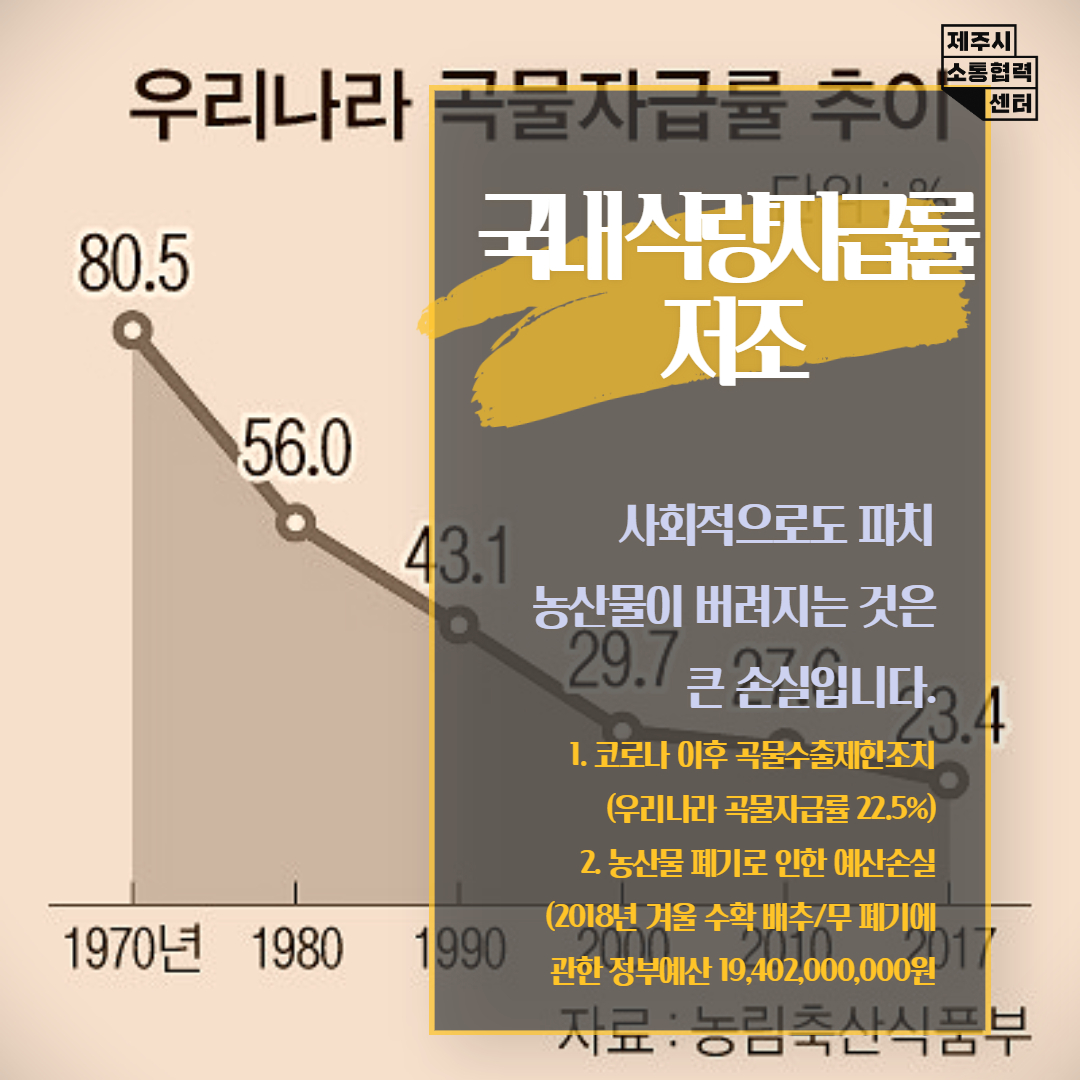 제주시
소통협력
센터
우리나라 곡물자급률 추이
단위 : %
국내 식량자급률
저조
80.5
56.0
43.1
29.7
27.6
23.4
사회적으로도 파치
농산물이 버려지는 것은
큰 손실입니다.
1. 코로나 이후 곡물수출제한조치
(우리나라 곡물자급률 22.5%)
2. 농산물 폐기로 인한 예산손실
(2018년 겨울 수확 배추/무 폐기에
관한 정부예산 19,402,000,000원
1970년 1980 1990 2000 2010 2017
자료 : 농림축산식품부